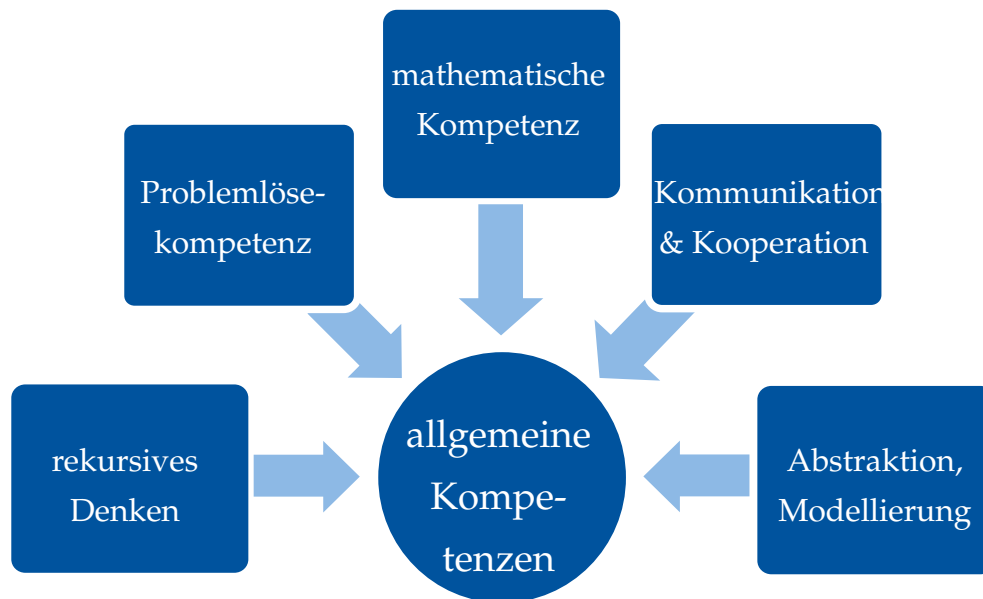 mathematische
Kompetenz
Problemlöse-
kompetenz
Kommunikation
& Kooperation
rekursives
Denken
allgemeine
Kompe-
tenzen
Abstraktion,
Modellierung